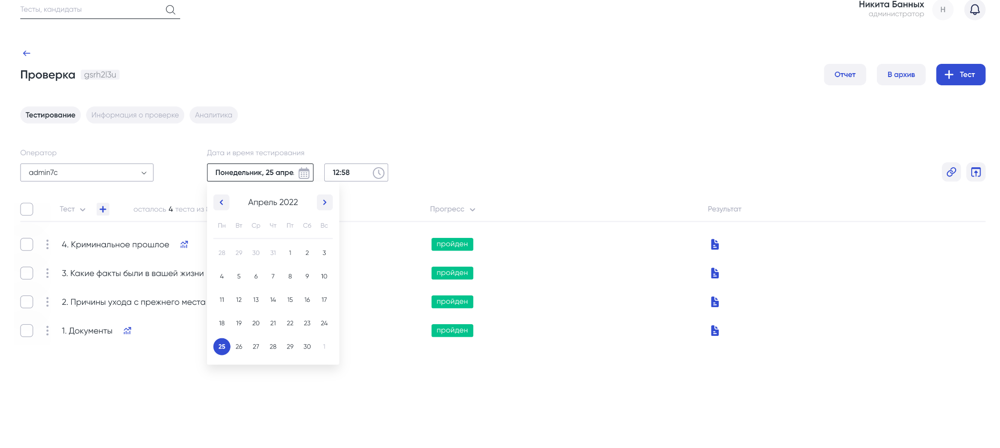 Тесты, кандидаты
Никита Банных
администратор
Н
Проверка gsrh2l3u
Отчет
В архив
Тест
Тестирование
Информация о проверке
Аналитика
Оператор
Дата и время тестирования
admin7c
Понедельник, 25 апре.
12:58
Тест
осталось 4 теста из
Прогресс
Результат
Апрель 2022
Пн Вт Ср Чт Пт Сб Вс
28 29 30 31 1 2 3
4 5 6 7 8 9 10
11 12 13 14 15 16 17
18 19 20 21 22 23 24
25 26 27 28 29 30 1
4. Криминальное прошлое
пройден
3. Какие факты были в вашей жизни
пройден
2. Причины ухода с прежнего места
пройден
1. Документы
пройден